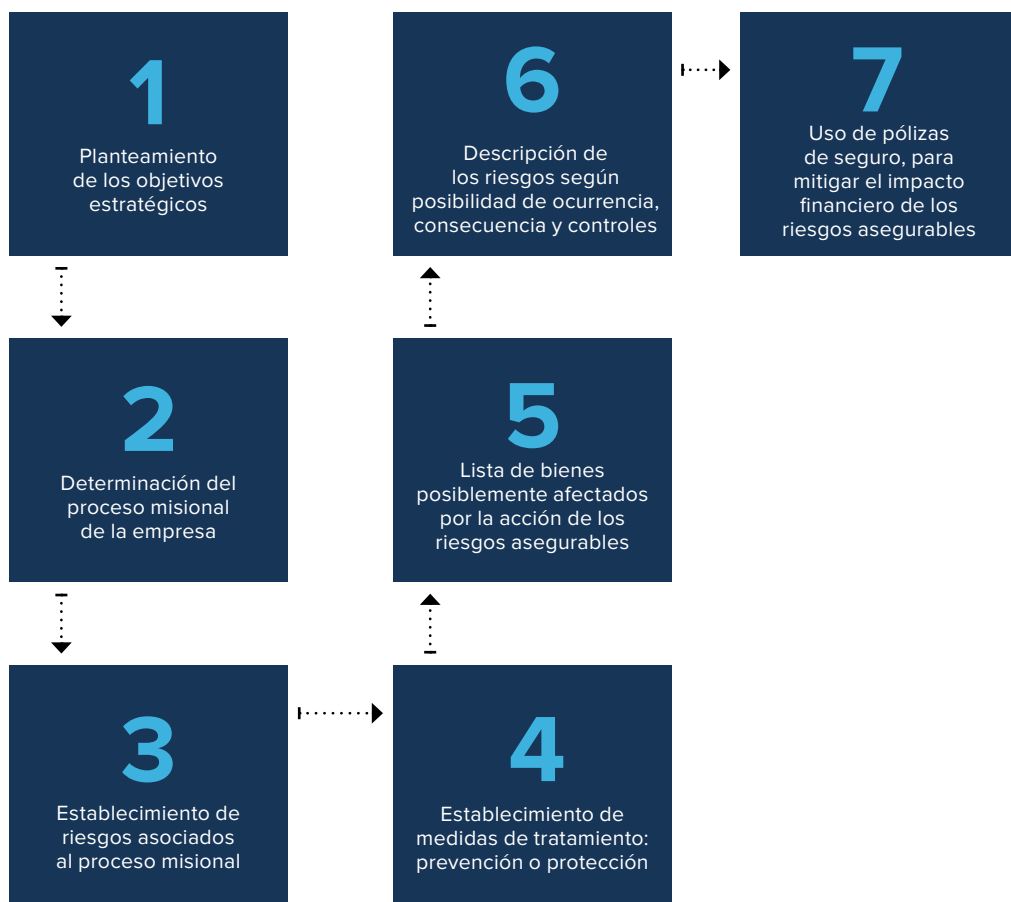 1
Planteamiento
de los objetivos
estratégicos
2
Determinación del
proceso misional
de la empresa
3
Establecimiento de
riesgos asociados
al proceso misional
4
Establecimiento de
medidas de tratamiento:
prevención o protección
5
Lista de bienes
posiblemente afectados
por la acción de los
riesgos asegurables
6
Descripción de
los riesgos según
posibilidad de ocurrencia,
consecuencia y controles
7
Uso de pólizas
de seguro, para
mitigar el impacto
financiero de los
riesgos asegurables